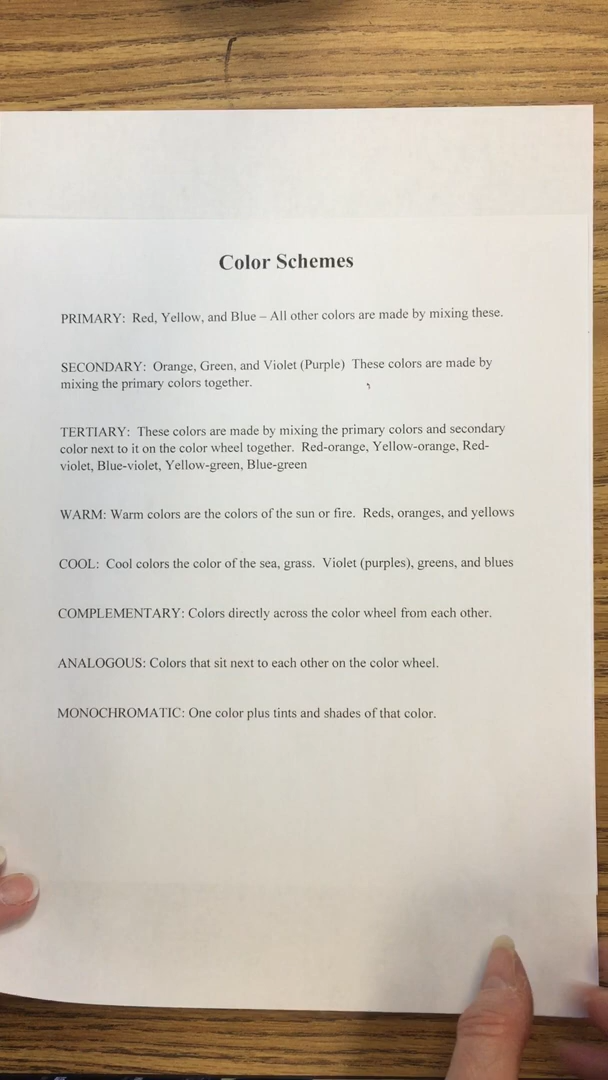 Color Schemes
PRIMARY: Red, Yellow, and Blue – All other colors are made by mixing these.
SECONDARY: Orange, Green, and Violet (Purple) These colors are made by
mixing the primary colors together.
TERTIARY: These colors are made by mixing the primary colors and secondary
color next to it on the color wheel together. Red-orange, Yellow-orange, Red-
violet, Blue-violet, Yellow-green, Blue-green
WARM: Warm colors are the colors of the sun or fire. Reds, oranges, and yellows
COOL: Cool colors the color of the sea, grass. Violet (purples), greens, and blues
COMPLEMENTARY: Colors directly across the color wheel from each other.
ANALOGOUS: Colors that sit next to each other on the color wheel.
MONOCHROMATIC: One color plus tints and shades of that color.